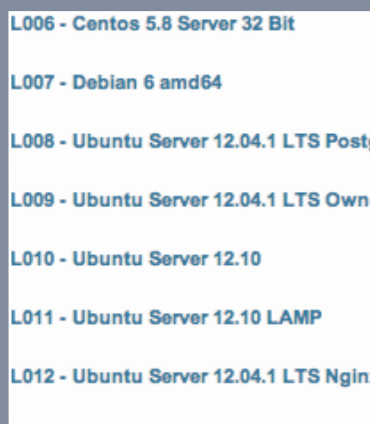 L006 - Centos 5.8 Server 32 Bit
L007 - Debian 6 amd64
L008 - Ubuntu Server 12.04.1 LTS
L009 - Ubuntu Server 12.04.1 LTS
L010 - Ubuntu Server 12.10
L011 - Ubuntu Server 12.10 LAMP
L012 - Ubuntu Server 12.04.1 LTS